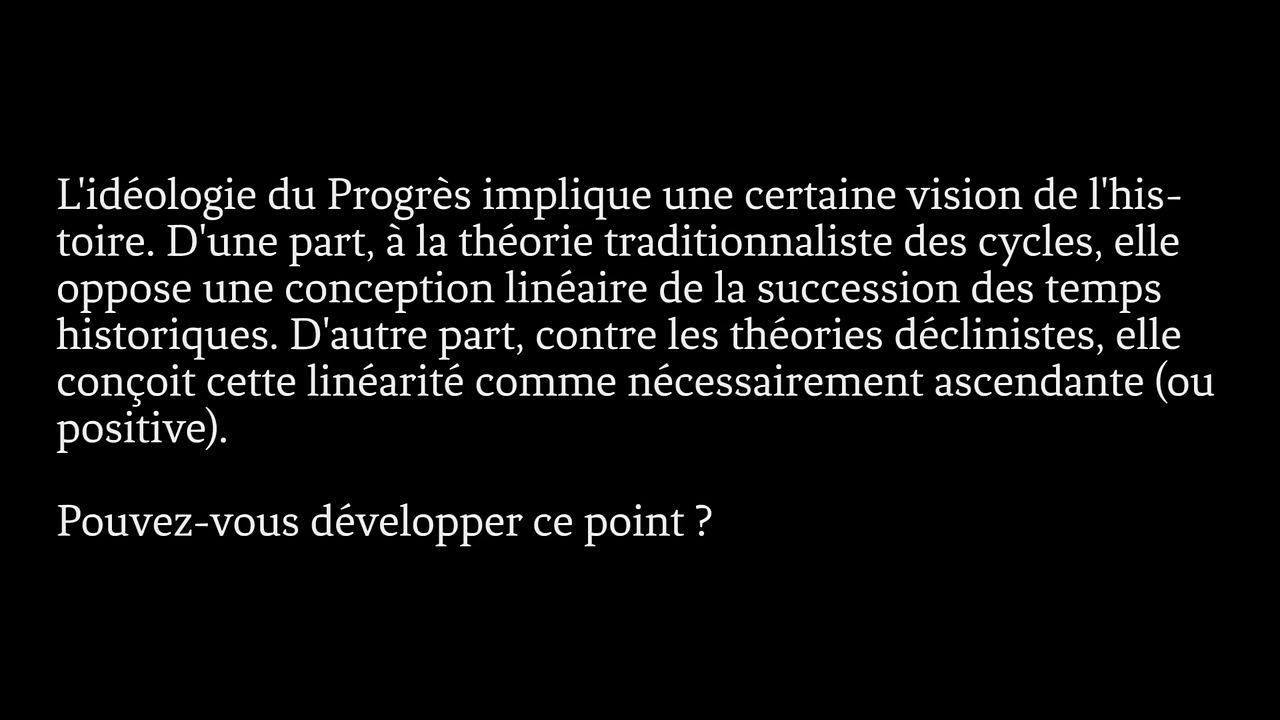 L'idéologie du Progrès implique une certaine vision de l'his-
toire. D'une part, à la théorie traditionnaliste des cycles, elle
oppose une conception linéaire de la succession des temps
historiques. D'autre part, contre les théories déclinistes, elle
conçoit cette linéarité comme nécessairement ascendante (ou
positive).
Pouvez-vous développer ce point ?